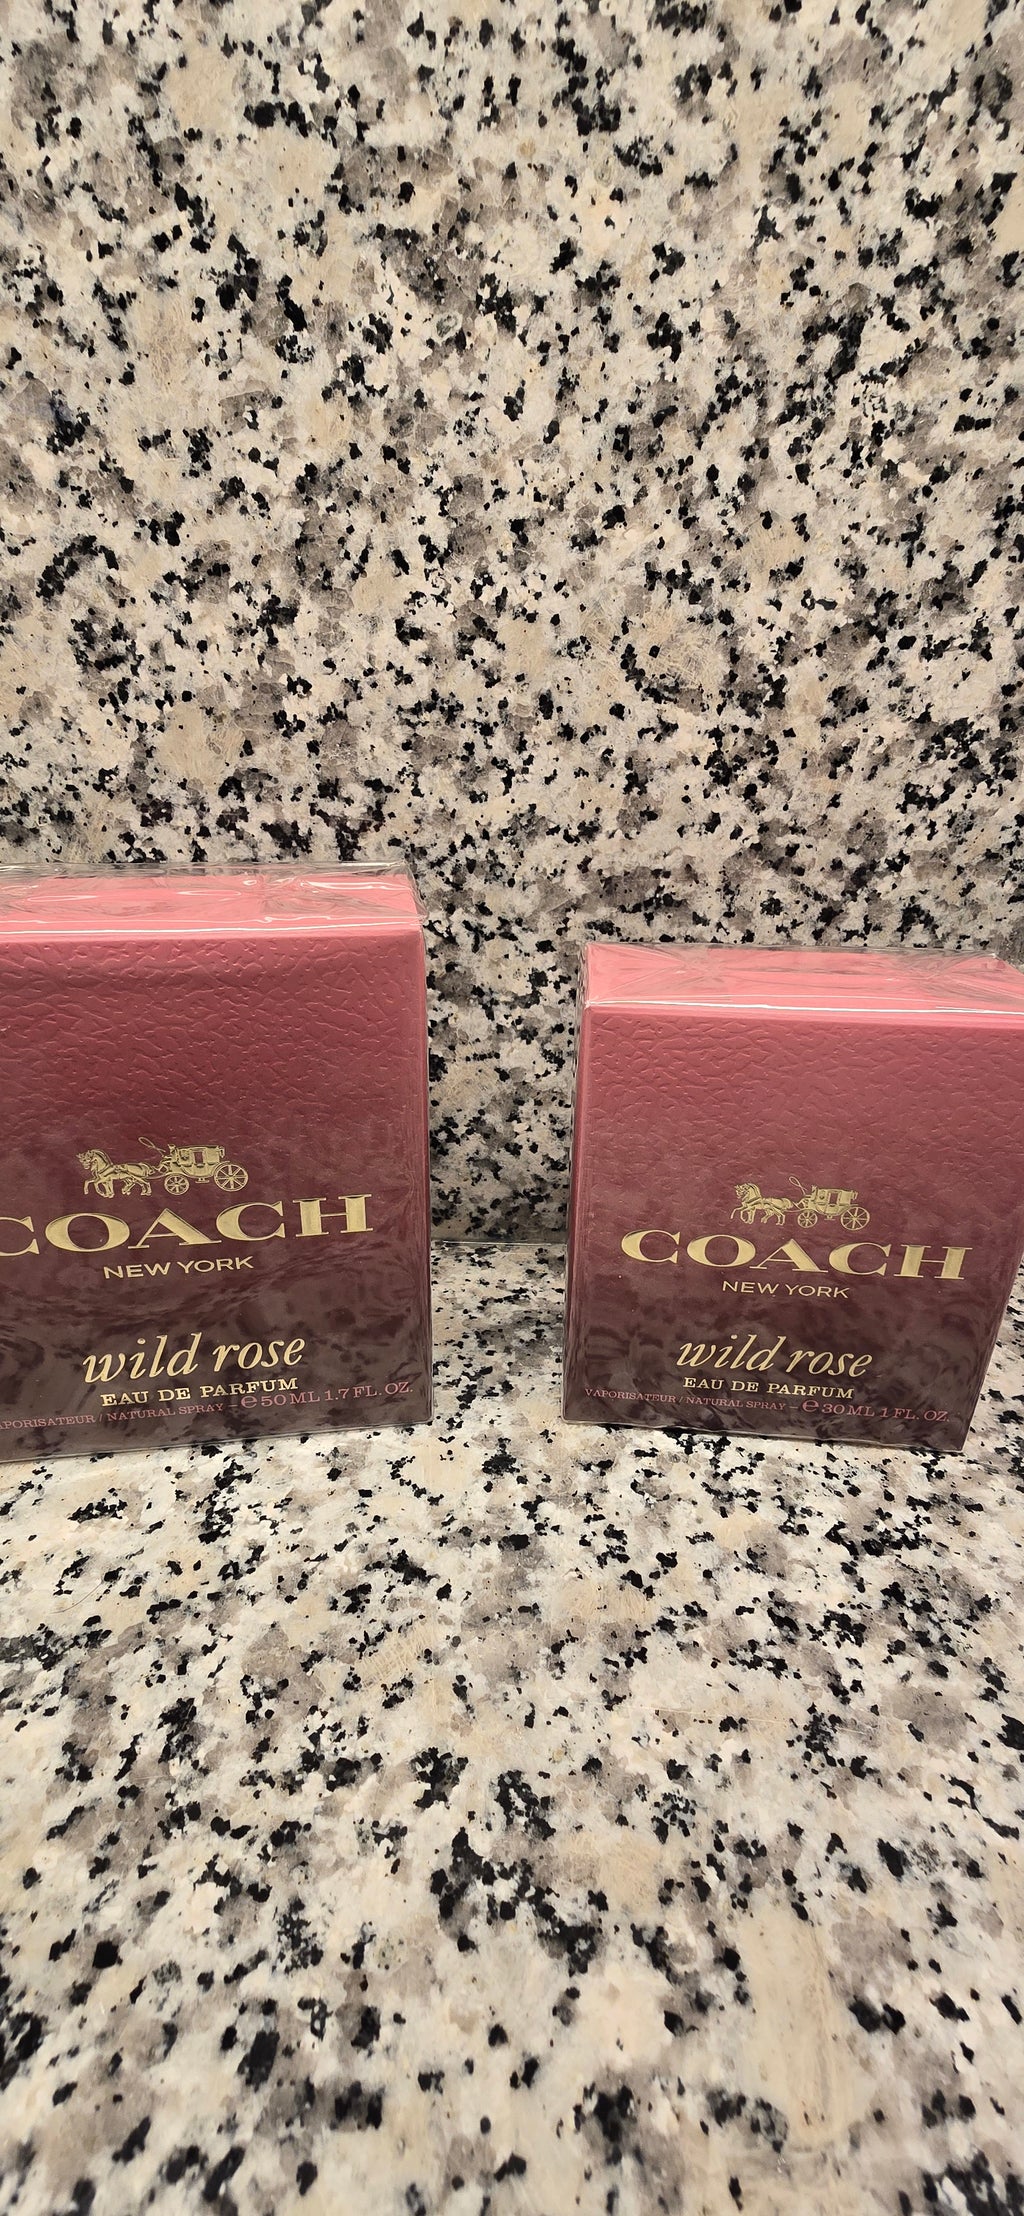 COACH
NEW YORK
wild rose
EAU DE PARFUM
NATURAL SPRAY - e 50 ML 1.7 FL. OZ.
COACH
NEW YORK
wild rose
EAU DE PARFUM
VAPORISATEUR / NATURAL SPRAY - e 30 ML 1 FL. OZ.